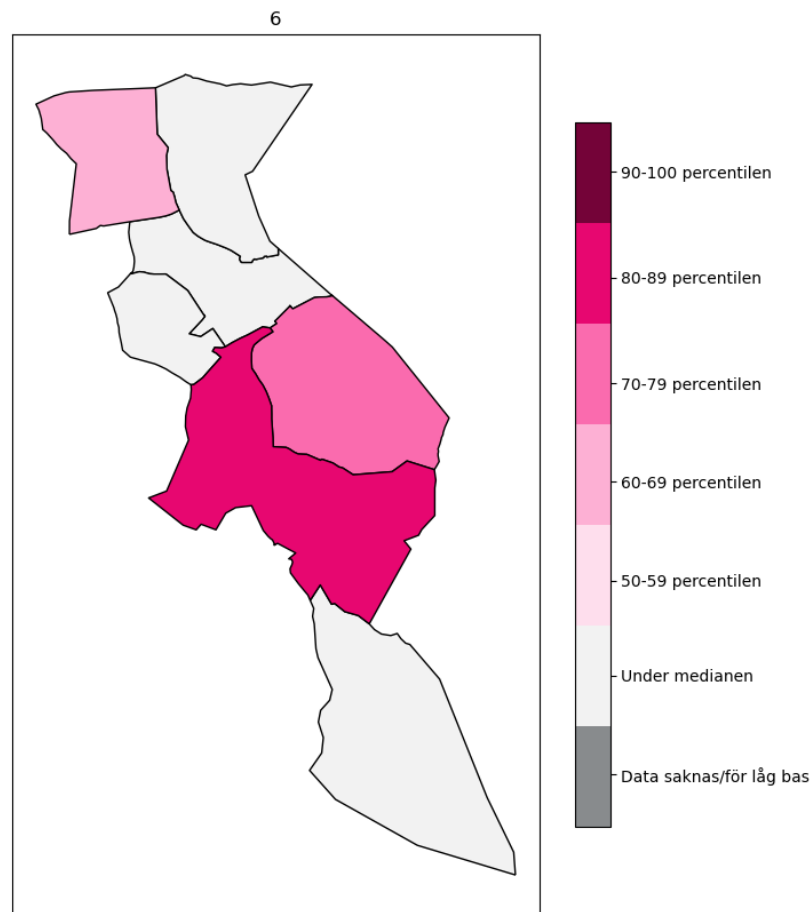 6
90-100 percentilen
80-89 percentilen
70-79 percentilen
60-69 percentilen
50-59 percentilen
Under medianen
Data saknas/för låg bas